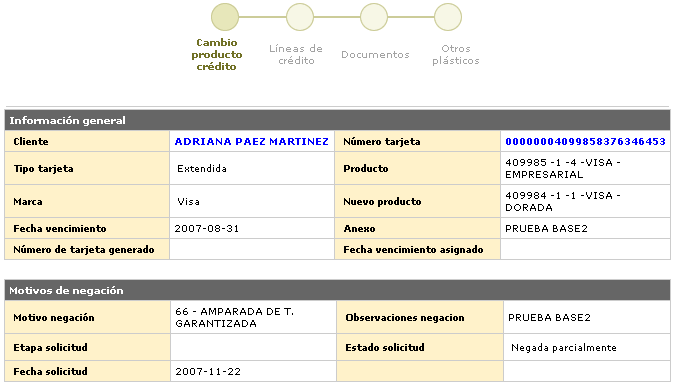 Cambio producto crédito
Líneas de crédito
Documentos
Otros plásticos
Información general
Cliente ADRIANA PAEZ MARTINEZ Número tarjeta 00000004099858376346453
Tipo tarjeta Extendida Producto 409985 -1 -4 -VISA - EMPRESARIAL
Marca Visa Nuevo producto 409984 -1 -1 -VISA - DORADA
Fecha vencimiento 2007-08-31 Anexo PRUEBA BASE2
Número de tarjeta generado Fecha vencimiento asignado
Motivos de negación
Motivo negación 66 - AMPARADA DE T. GARANTIZADA Observaciones negacion PRUEBA BASE2
Etapa solicitud Estado solicitud Negada parcialmente
Fecha solicitud 2007-11-22